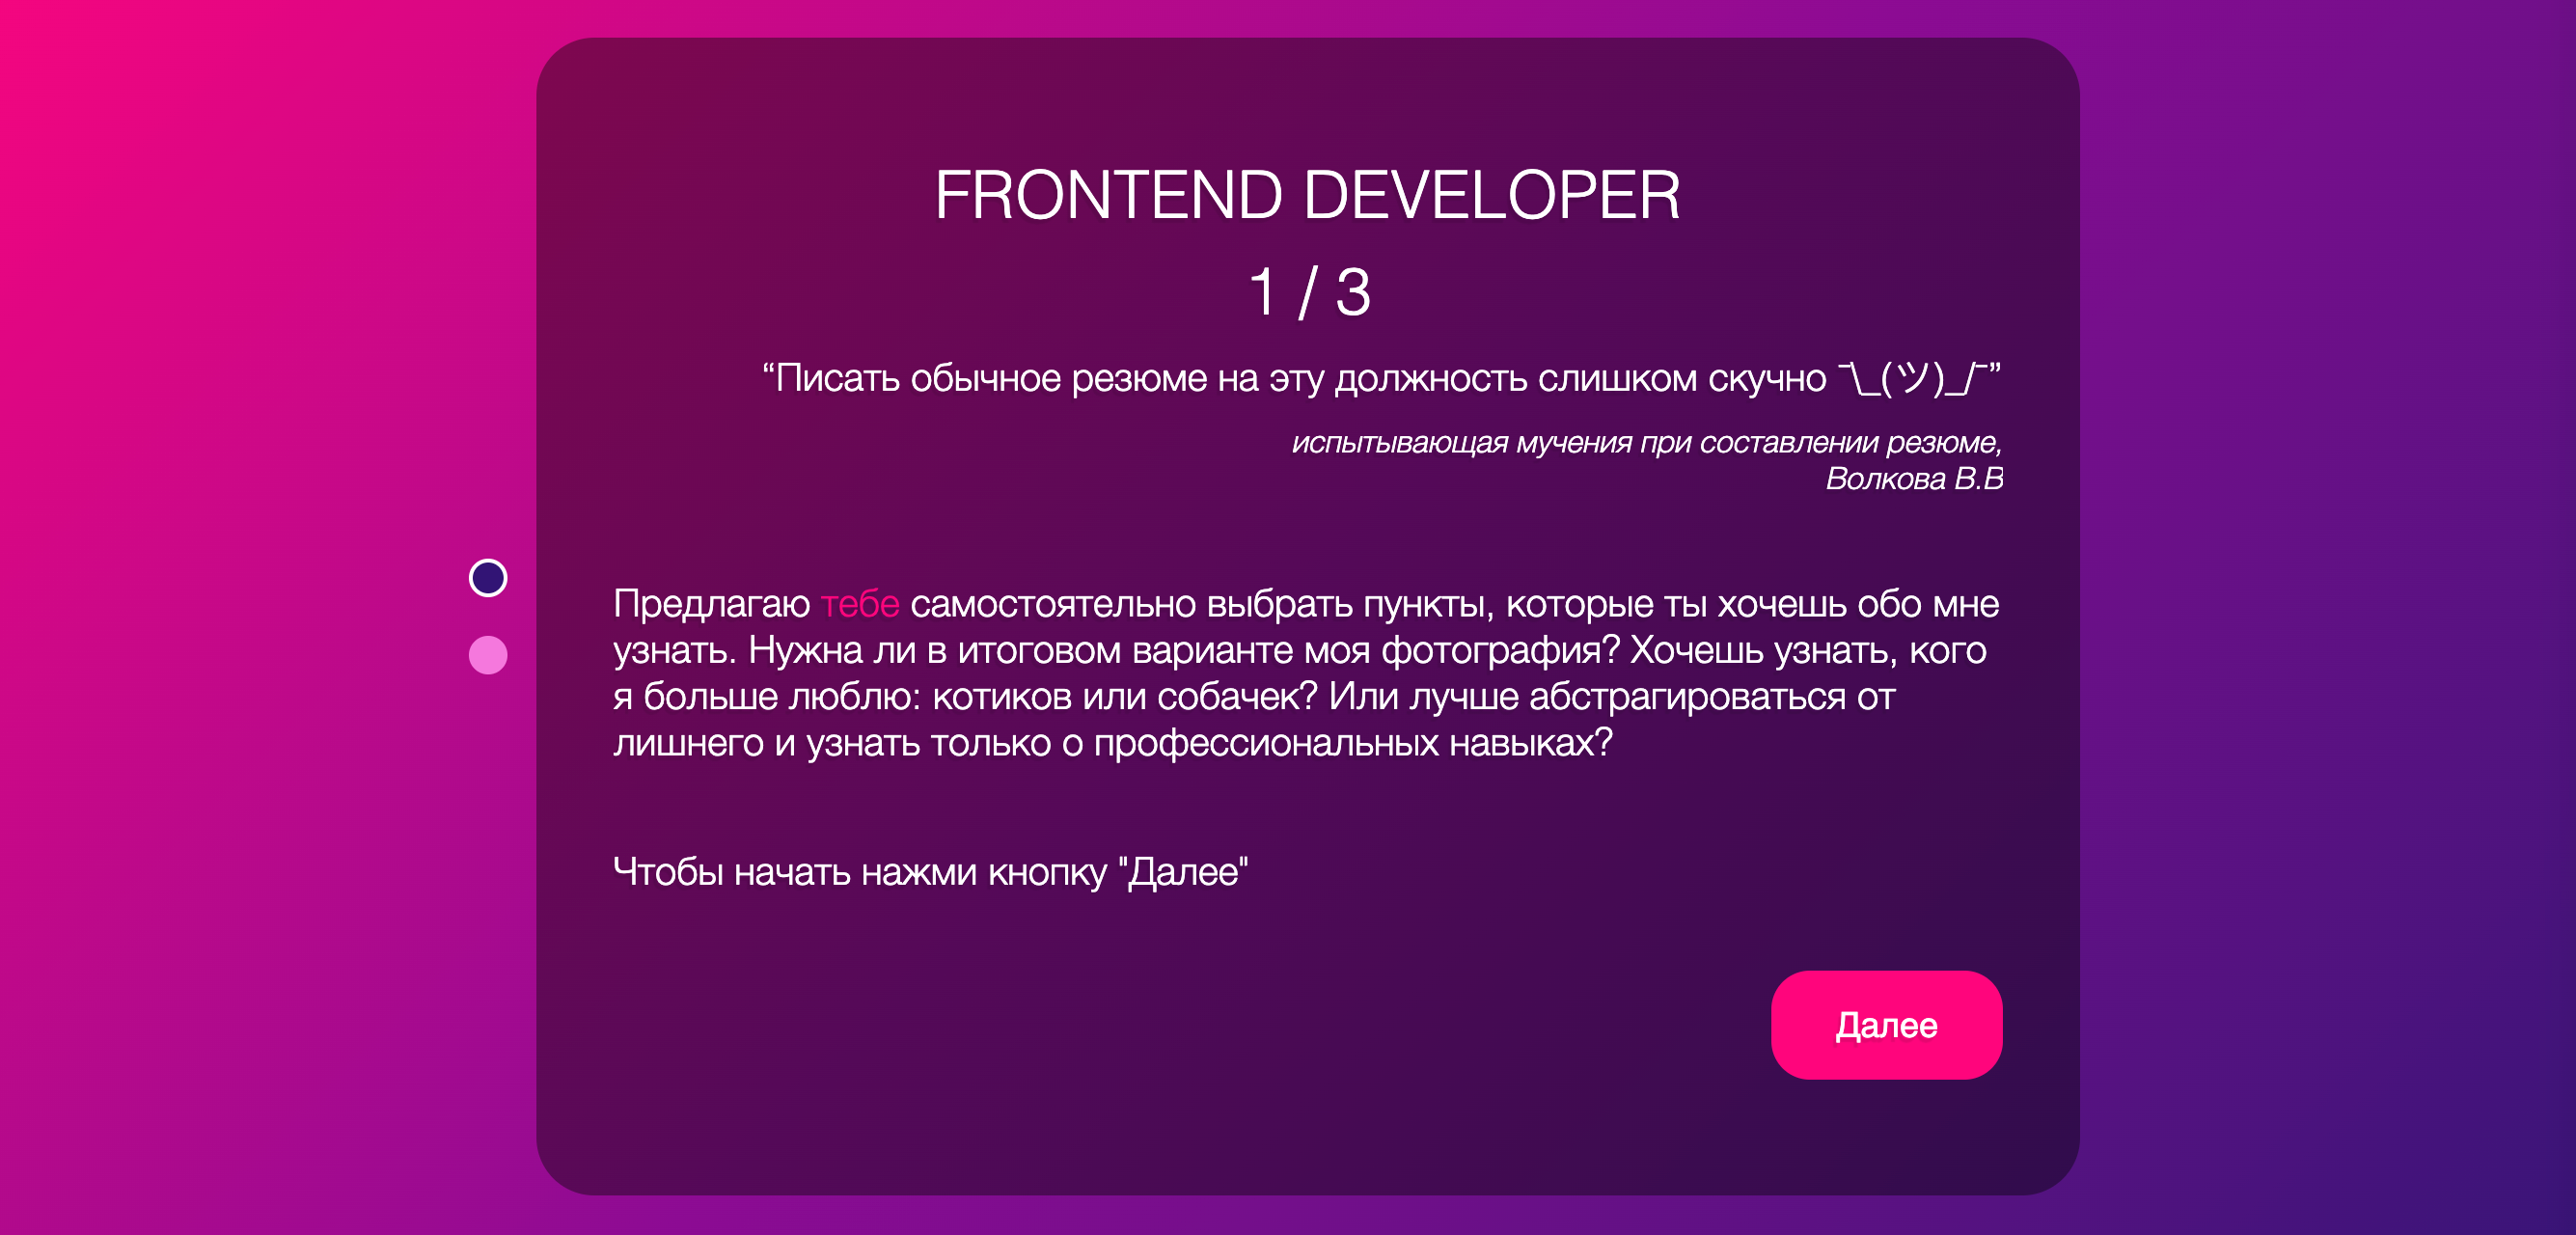 FRONTEND DEVELOPER
1 / 3
“Писать обычное резюме на эту должность слишком скучно ¯\_(ツ)_/¯”
испытывающая мучения при составлении резюме,
Волкова В.В
Предлагаю тебе самостоятельно выбрать пункты, которые ты хочешь обо мне
узнать. Нужна ли в итоговом варианте моя фотография? Хочешь узнать, кого
я больше люблю: котиков или собачек? Или лучше абстрагироваться от
лишнего и узнать только о профессиональных навыках?
Чтобы начать нажми кнопку "Далее"
Далее